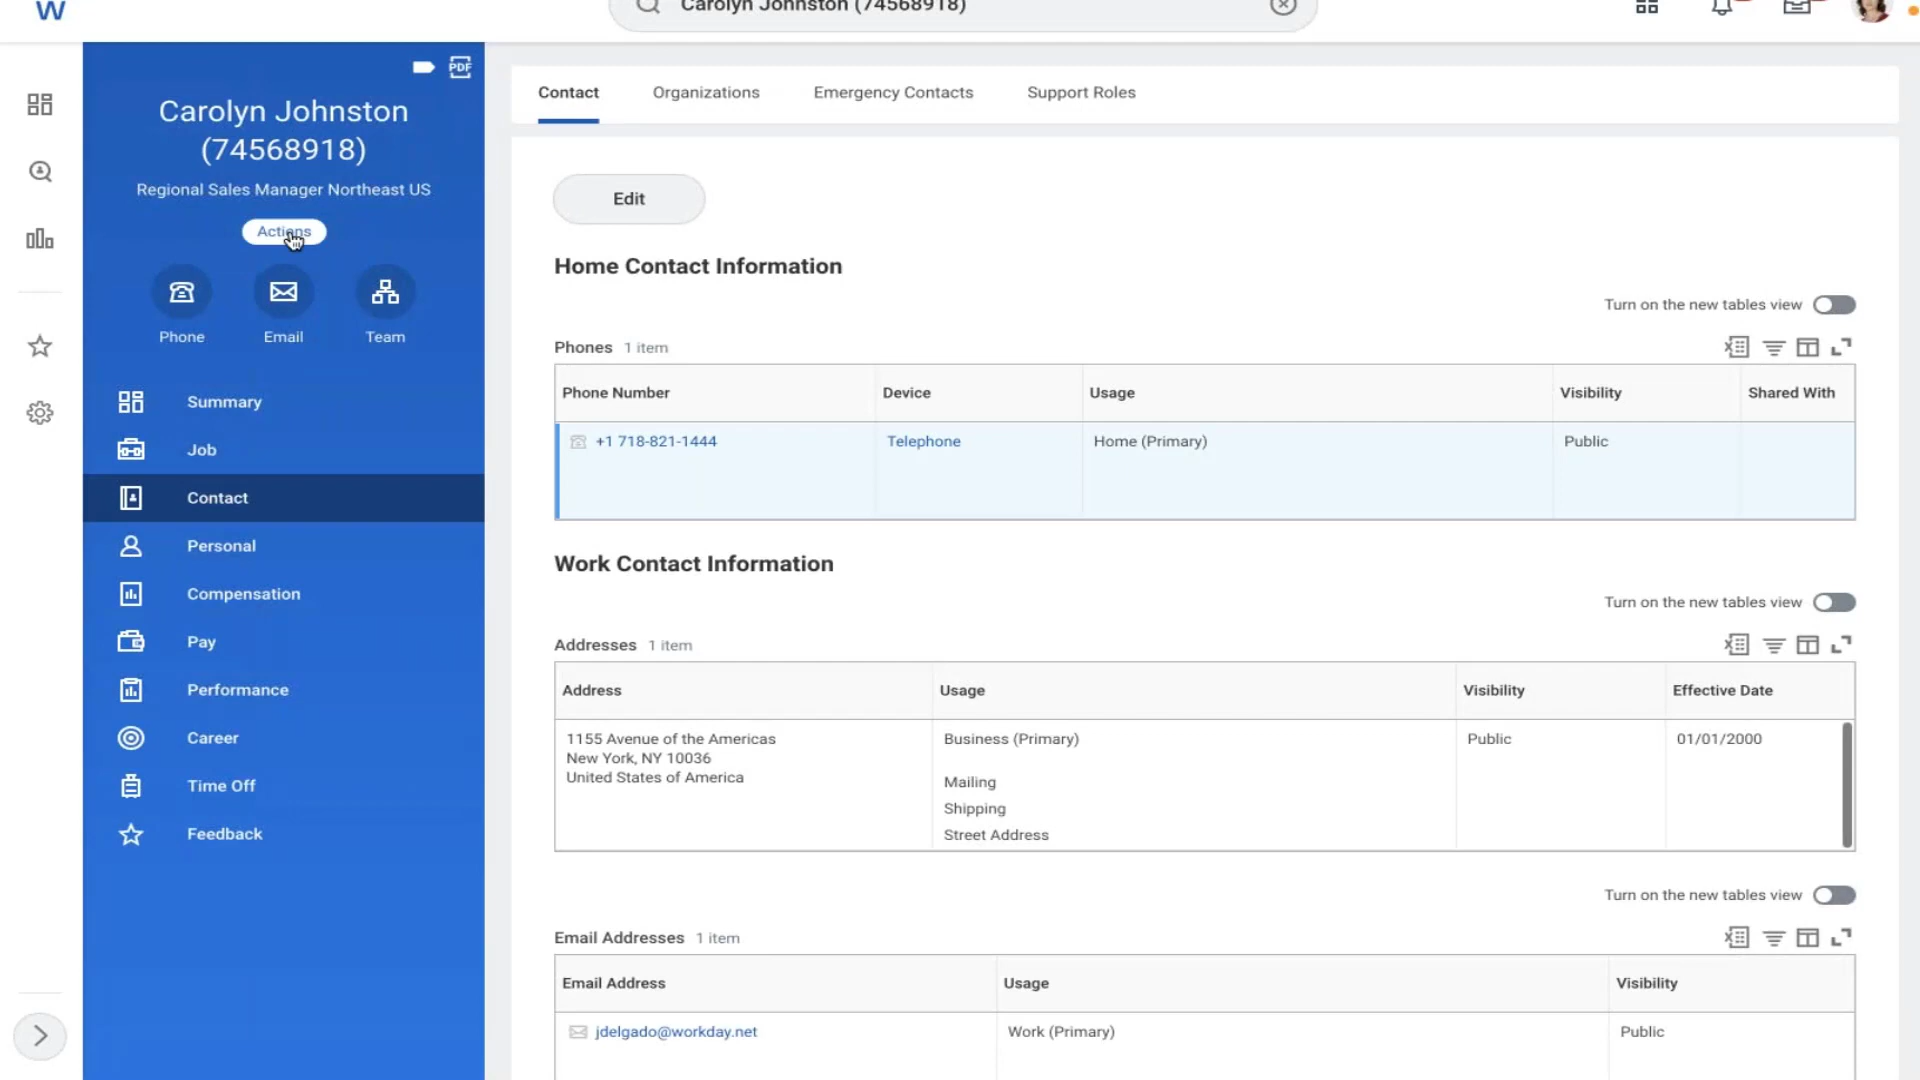 W
Carolyn Johnston (74568918)
PDF
Carolyn Johnston
(74568918)
Regional Sales Manager Northeast US
Actions
Phone
Email
Team
Summary
Job
Contact
Personal
Compensation
Pay
Performance
Career
Time Off
Feedback
Contact
Organizations
Emergency Contacts
Support Roles
Edit
Home Contact Information
Turn on the new tables view
Phones 1 item
Phone Number Device Usage Visibility Shared With
+1 718-821-1444 Telephone Home (Primary) Public
Work Contact Information
Turn on the new tables view
Addresses 1 item
Address Usage Visibility Effective Date
1155 Avenue of the Americas Business (Primary) Public 01/01/2000
New York, NY 10036
United States of America
Mailing
Shipping
Street Address
Turn on the new tables view
Email Addresses 1 item
Email Address Usage Visibility
jdelgado@workday.net Work (Primary) Public